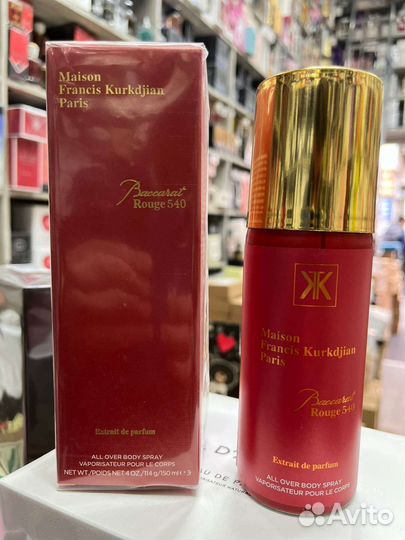 Maison
Francis Kurkdjian
Paris
Baccarat
Rouge 540
Extrait de parfum
ALL OVER BODY SPRAY
VAPORISATEUR POUR LE CORPS
NET WT./POIDS NET 4 OZ./114 g/150 ml ℮ 3
Maison
Francis Kurkdjian
Paris
Baccarat
Rouge 540
Extrait de parfum
ALL OVER BODY SPRAY
VAPORISATEUR POUR LE CORPS
Avito